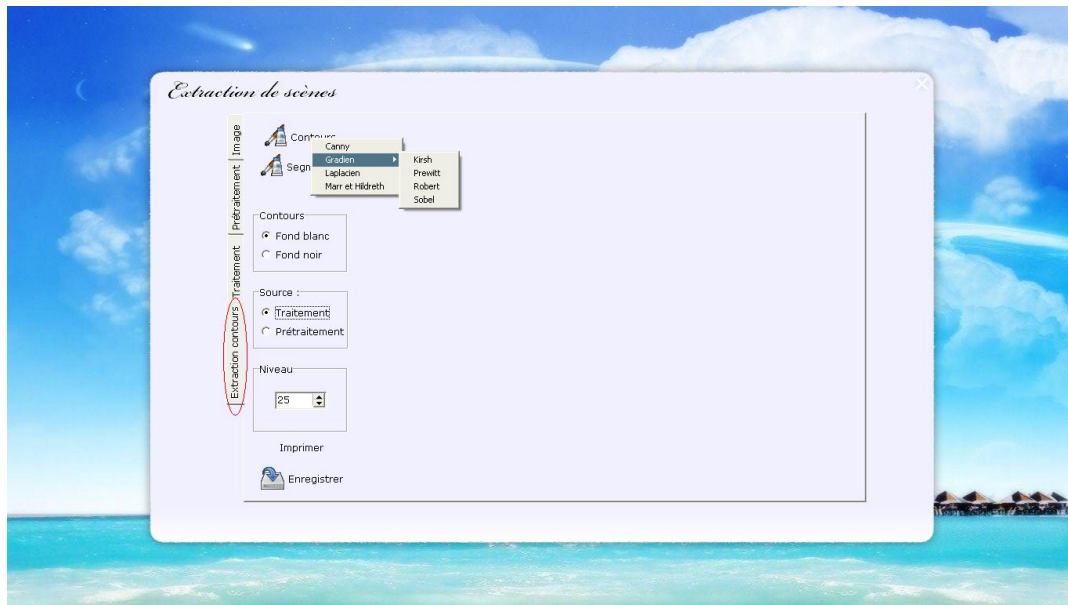 Extraction de scènes
Image
Prétraitement
Traitement
Extraction contours
Contours
Canny
Gradien
Laplacien
Marr et Hildreth
Kirsh
Prewitt
Robert
Sobel
Segn
Contours
Fond blanc
Fond noir
Source :
Traitement
Prétraitement
Niveau
25
Imprimer
Enregistrer